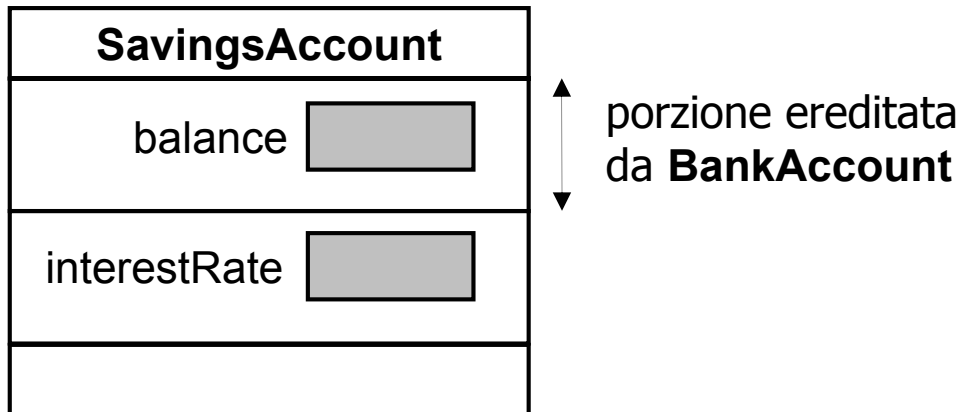 SavingsAccount
balance
porzione ereditata
da BankAccount
interestRate